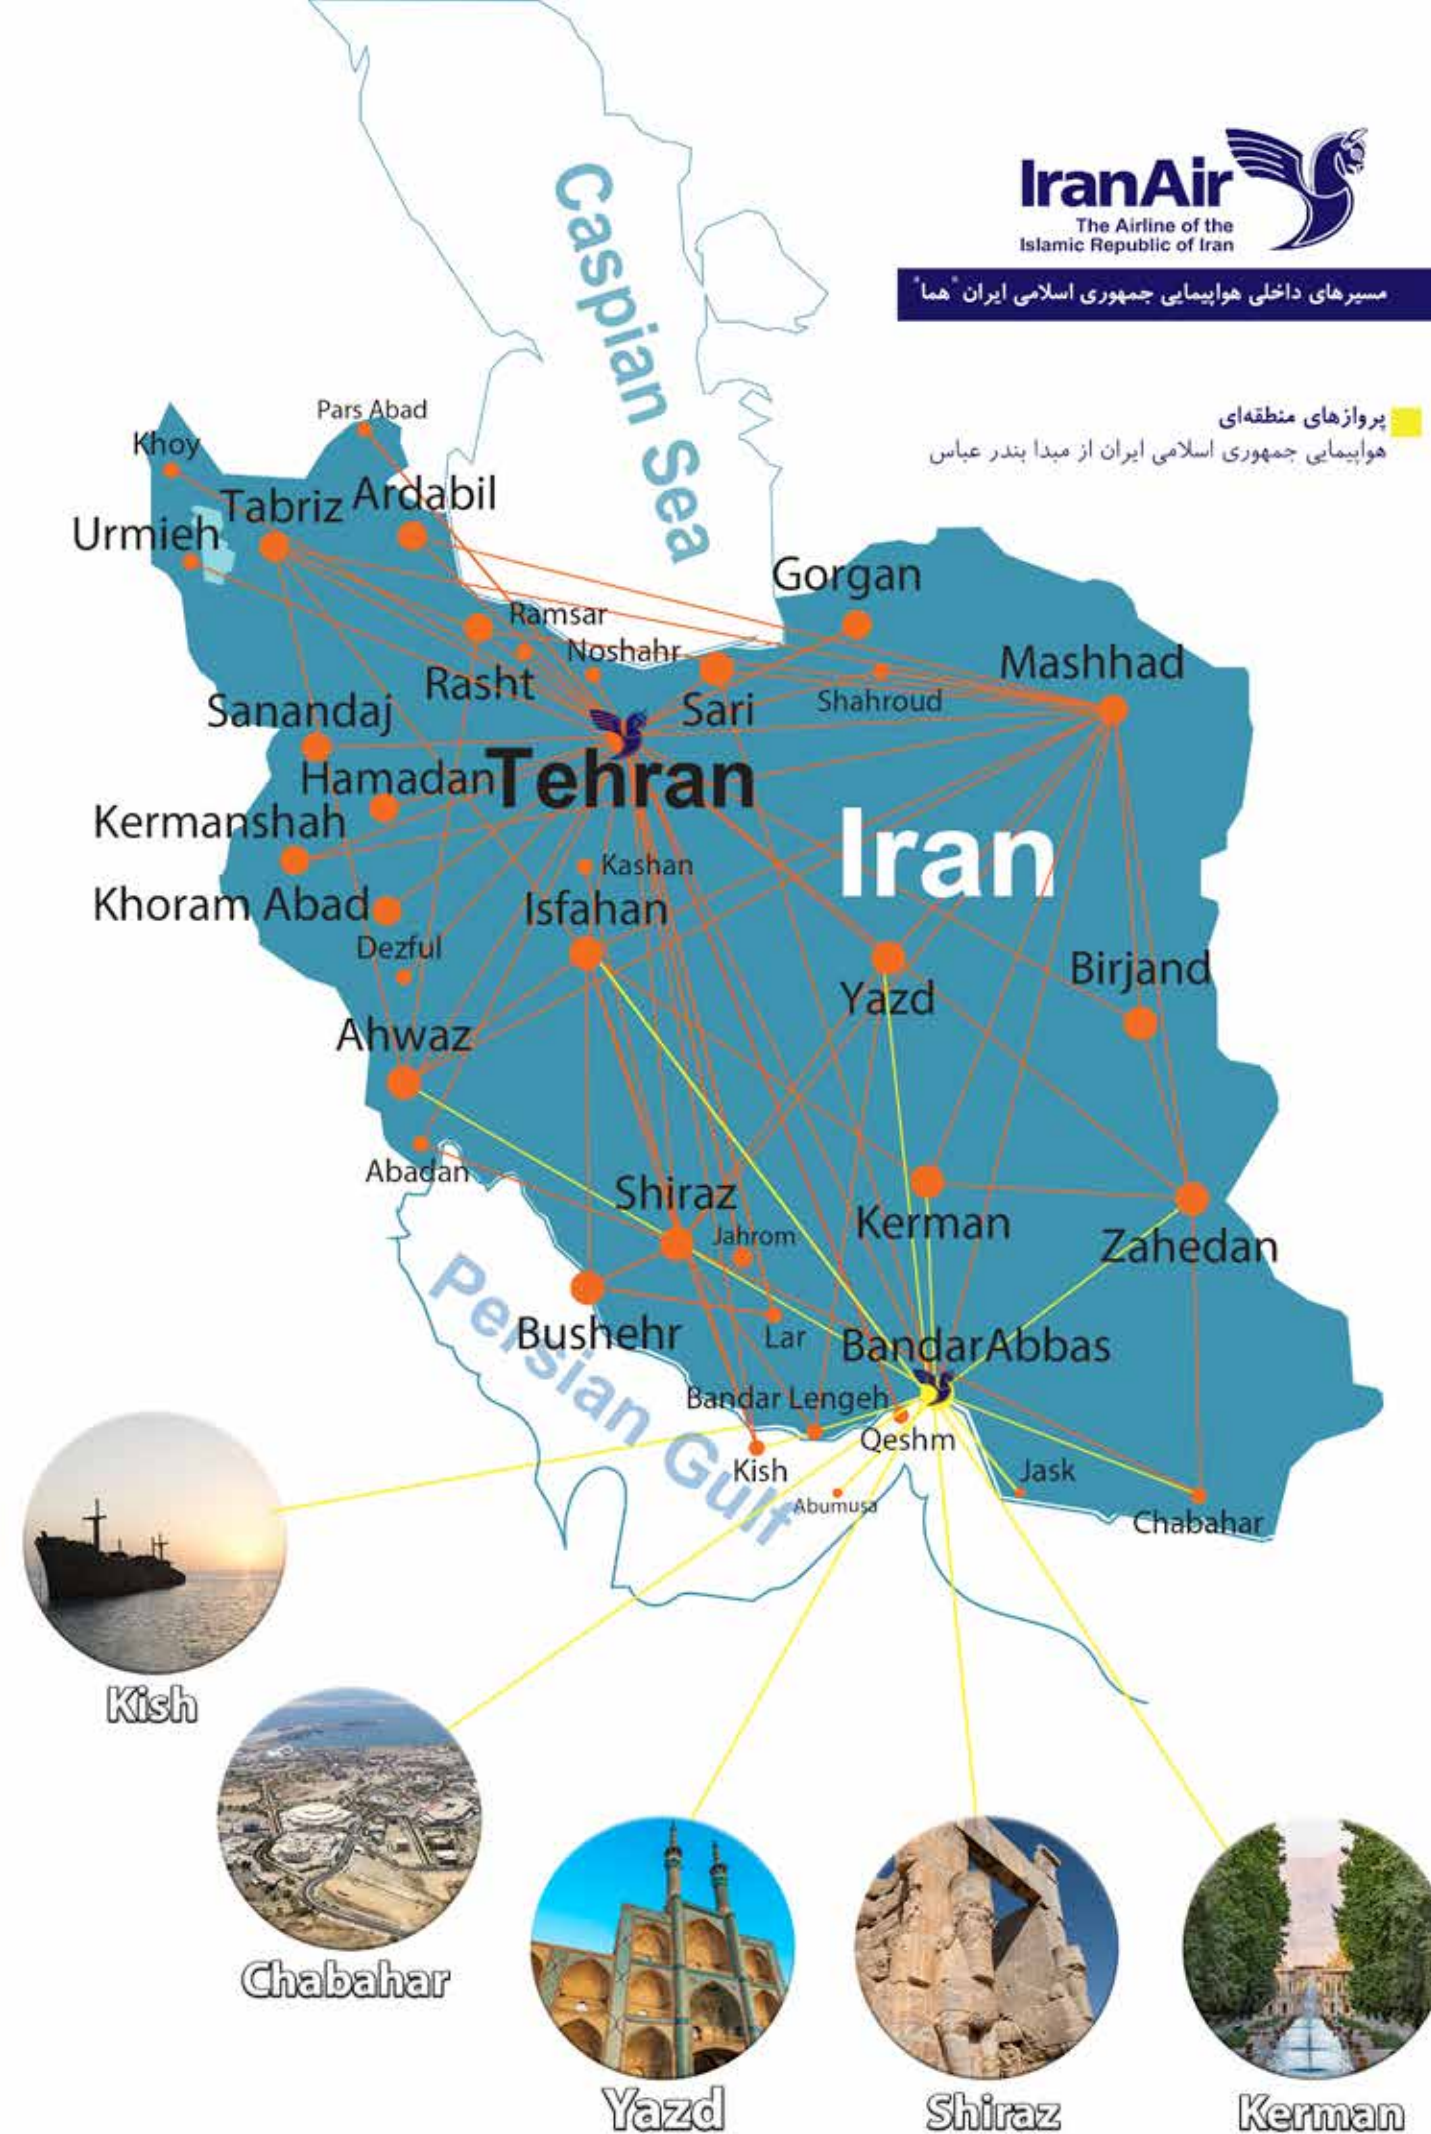 IranAir
The Airline of the
Islamic Republic of Iran
مسیرهای داخلی هواپیمایی جمهوری اسلامی ایران "هما"
پروازهای منطقه‌ای
هواپیمایی جمهوری اسلامی ایران از مبدا بندر عباس
Caspian Sea
Pars Abad
Khoy
Tabriz
Ardabil
Urmieh
Gorgan
Ramsar
Noshahr
Mashhad
Rasht
Sari
Shahroud
Sanandaj
Hamadan
Tehran
Kermanshah
Iran
Kashan
Khoram Abad
Isfahan
Dezful
Yazd
Birjand
Ahwaz
Abadan
Shiraz
Jahrom
Kerman
Zahedan
Persian Gulf
Bushehr
Lar
BandarAbbas
Bandar Lengeh
Qeshm
Kish
Jask
Abumusa
Chabahar
Kish
Chabahar
Yazd
Shiraz
Kerman